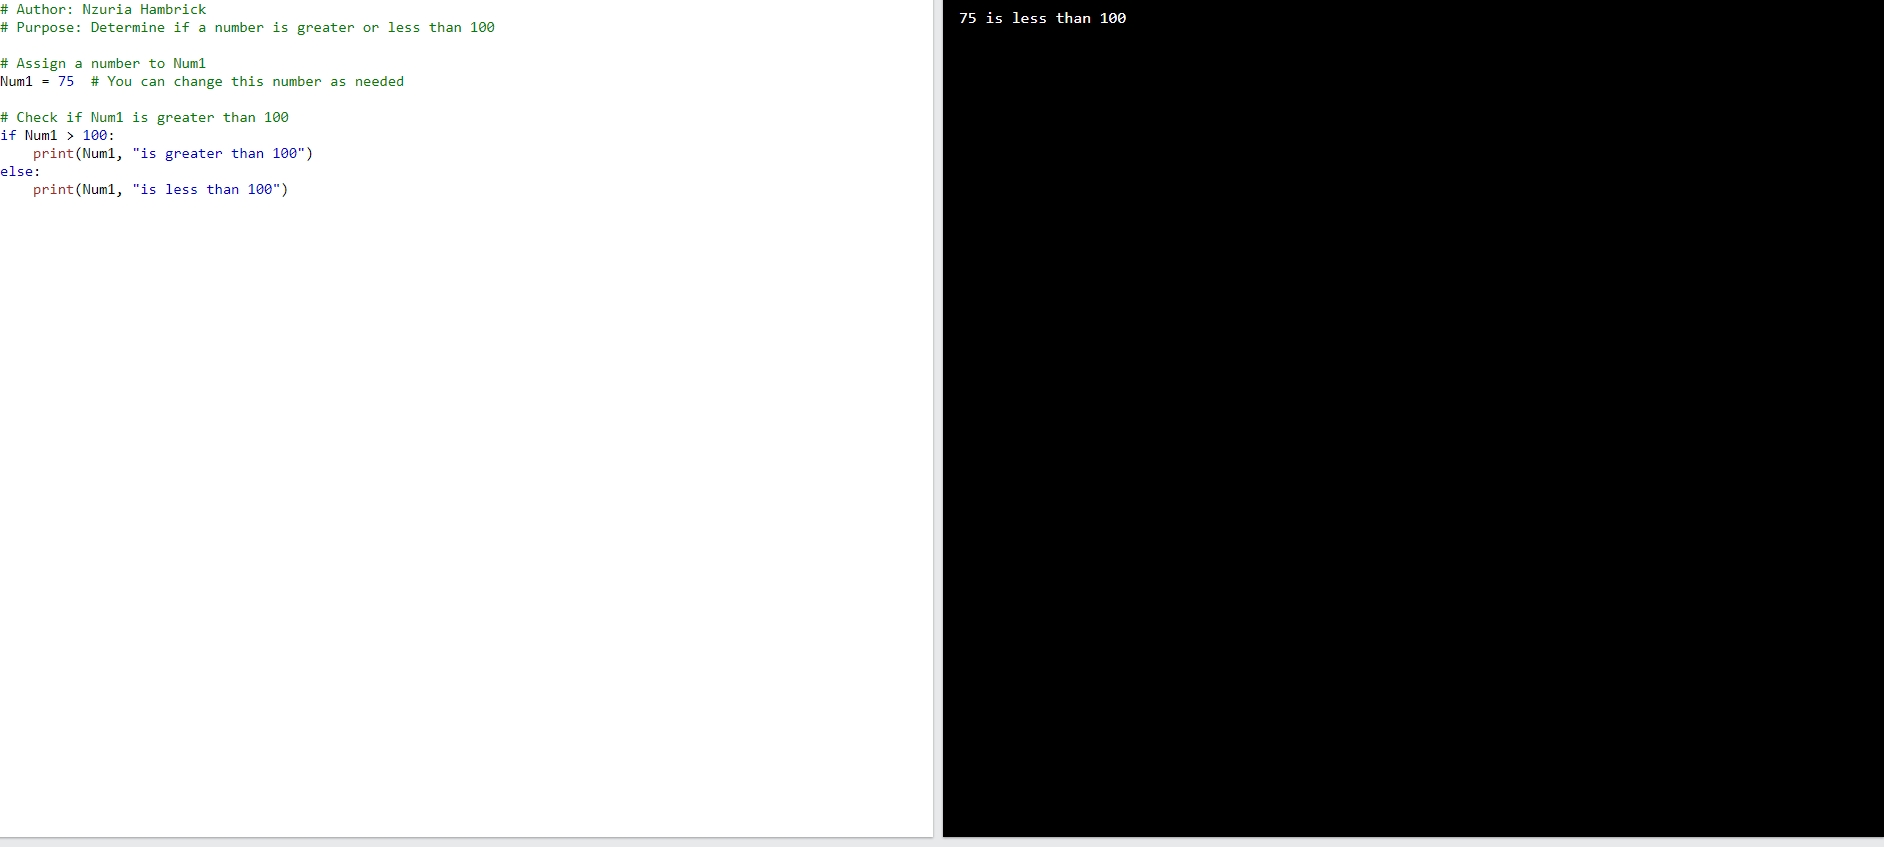 # Author: Nzuria Hambrick
# Purpose: Determine if a number is greater or less than 100
# Assign a number to Num1
Num1 = 75  # You can change this number as needed
# Check if Num1 is greater than 100
if Num1 > 100:
    print(Num1, "is greater than 100")
else:
    print(Num1, "is less than 100")
75 is less than 100